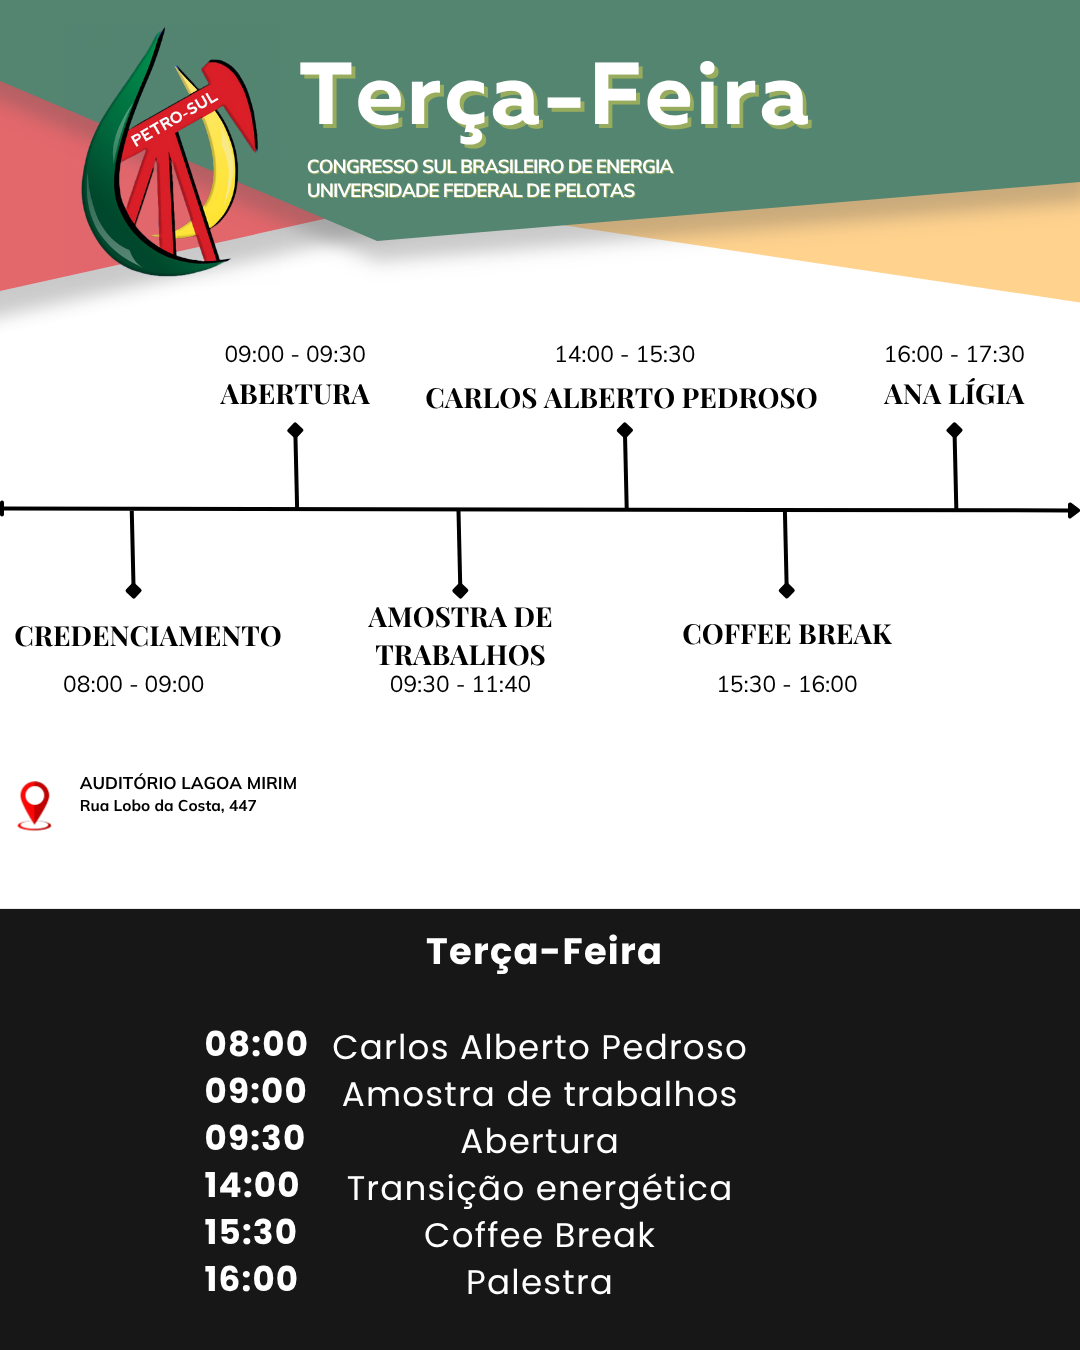 PETRO-SUL
Terça-Feira
CONGRESSO SUL BRASILEIRO DE ENERGIA
UNIVERSIDADE FEDERAL DE PELOTAS
09:00 - 09:30
ABERTURA
14:00 - 15:30
CARLOS ALBERTO PEDROSO
16:00 - 17:30
ANA LÍGIA
CREDENCIAMENTO
08:00 - 09:00
AMOSTRA DE
TRABALHOS
09:30 - 11:40
COFFEE BREAK
15:30 - 16:00
AUDITÓRIO LAGOA MIRIM
Rua Lobo da Costa, 447
Terça-Feira
08:00 Carlos Alberto Pedroso
09:00 Amostra de trabalhos
09:30 Abertura
14:00 Transição energética
15:30 Coffee Break
16:00 Palestra